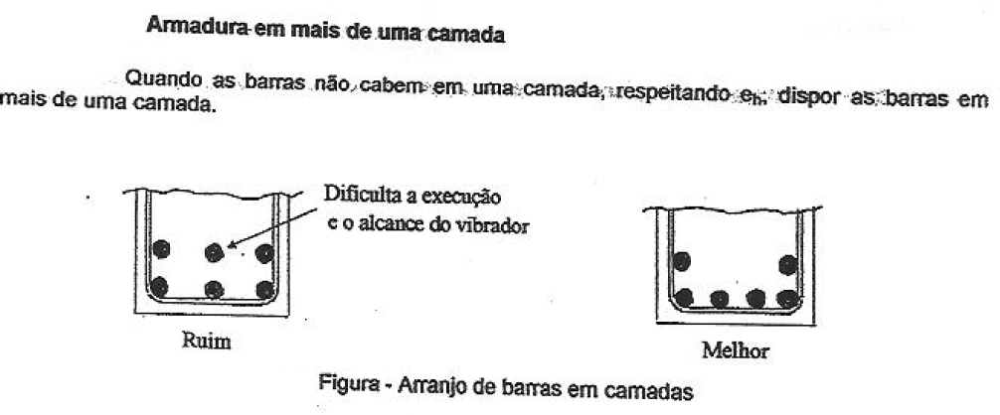 Armadura em mais de uma camada
Quando as barras não cabem em uma camada, respeitando eh, dispor as barras em
mais de uma camada.
Dificulta a execução
e o alcance do vibrador
Ruim
Melhor
Figura - Arranjo de barras em camadas